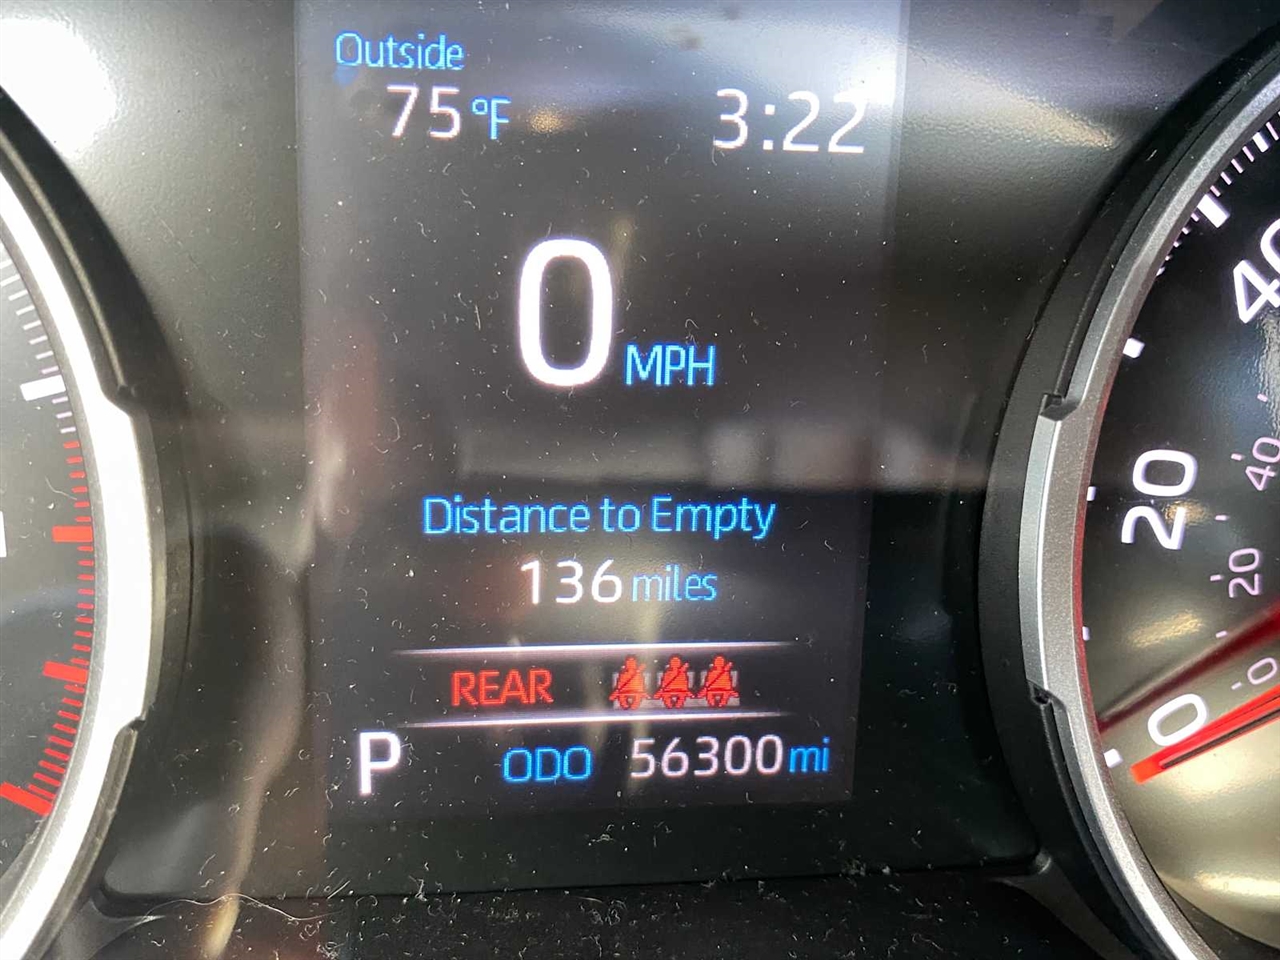 Outside
75 °F 3:22
0 MPH
Distance to Empty
136 miles
REAR
P ODO 56300 mi
40
20
0
40
20
0